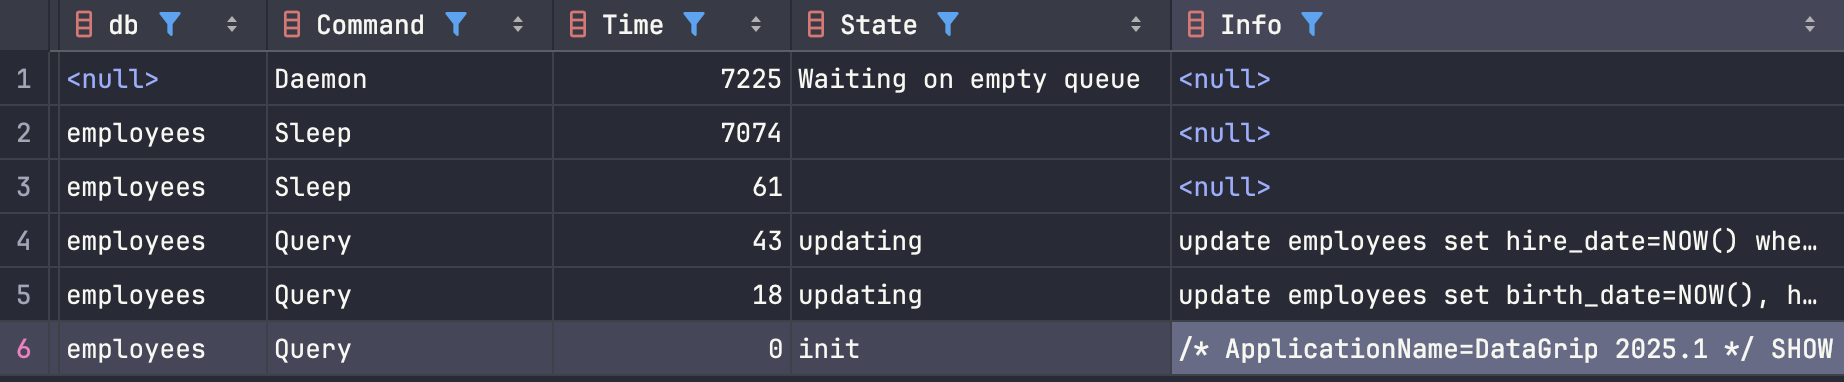 db Command Time State Info
1 <null> Daemon 7225 Waiting on empty queue <null>
2 employees Sleep 7074 <null>
3 employees Sleep 61 <null>
4 employees Query 43 updating update employees set hire_date=NOW() whe…
5 employees Query 18 updating update employees set birth_date=NOW(), h…
6 employees Query 0 init /* ApplicationName=DataGrip 2025.1 */ SHOW